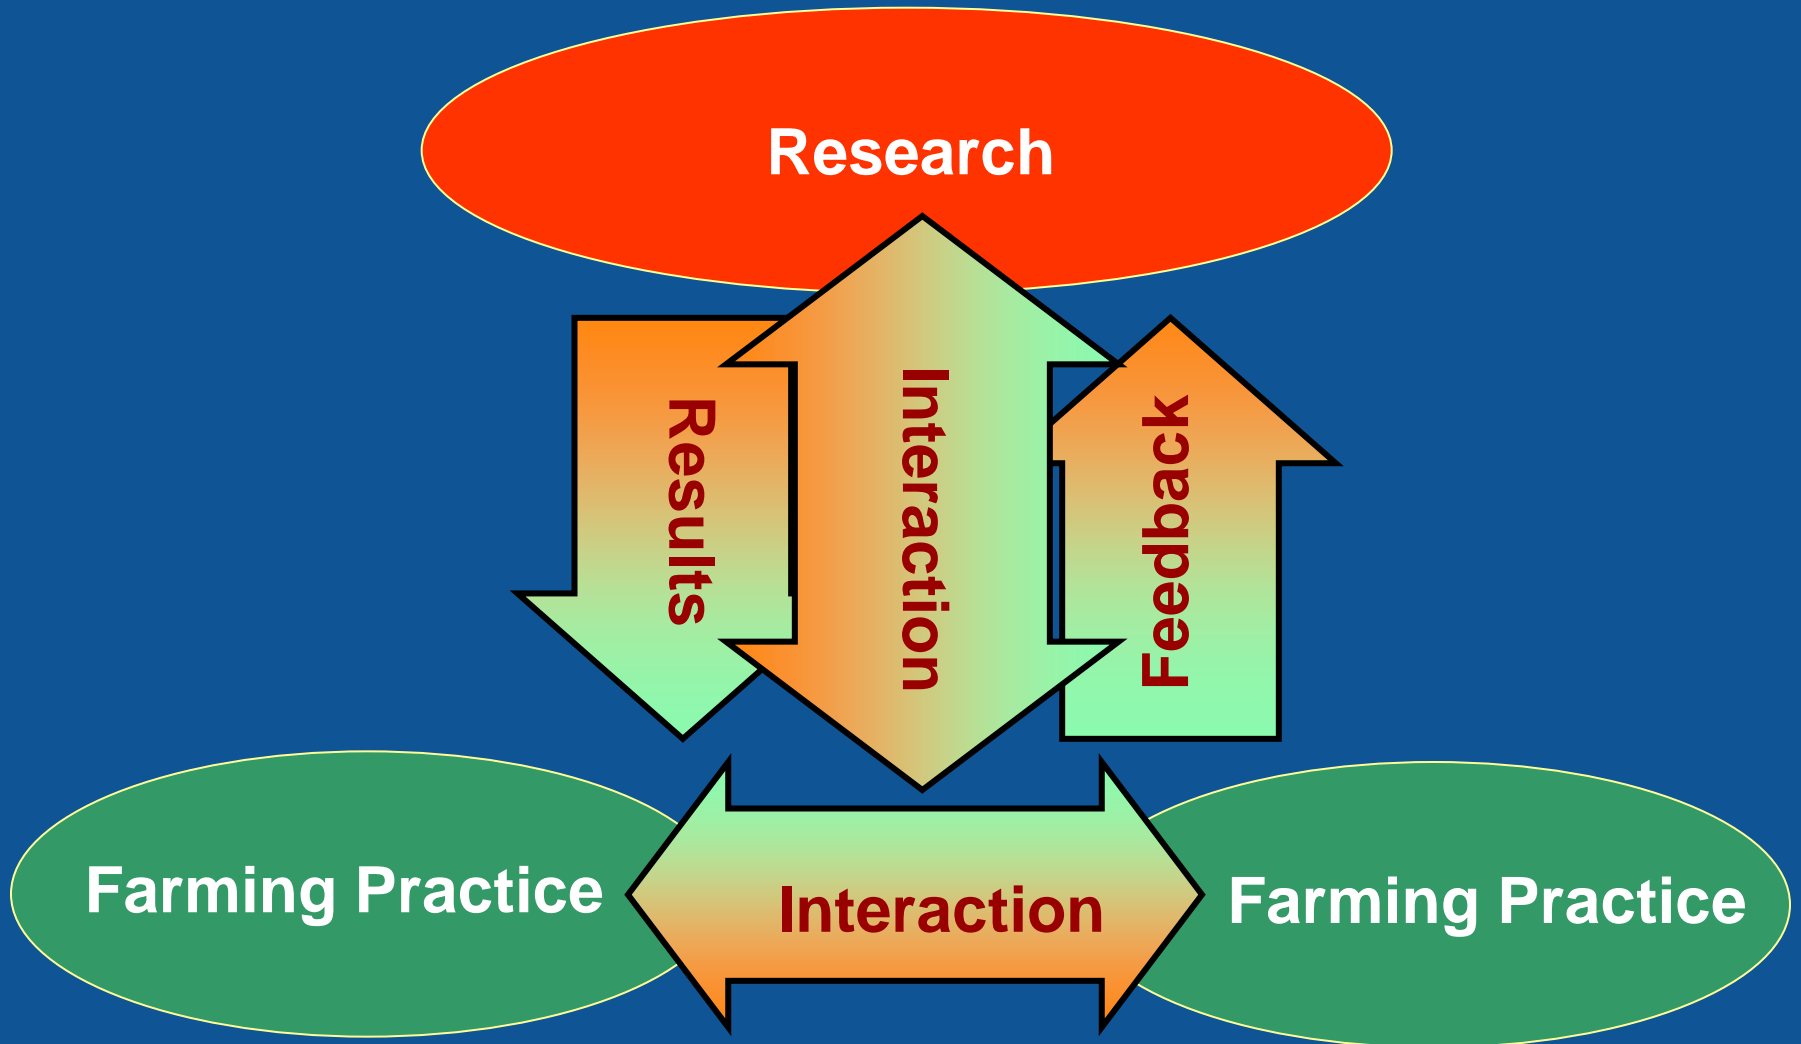 Research
Results
Interaction
Feedback
Farming Practice
Interaction
Farming Practice